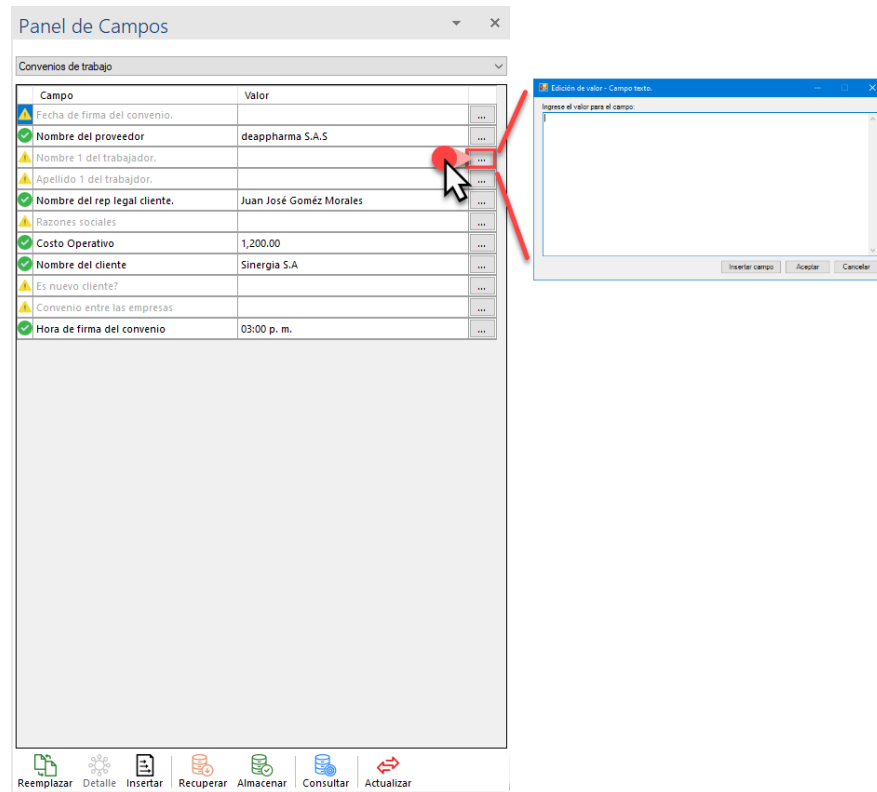 Panel de Campos
Convenios de trabajo
Campo Valor
Fecha de firma del convenio. ...
Nombre del proveedor deappharma S.A.S ...
Nombre 1 del trabajador. ...
Apellido 1 del trabajdor. ...
Nombre del rep legal cliente. Juan José Goméz Morales ...
Razones sociales ...
Costo Operativo 1,200.00 ...
Nombre del cliente Sinergia S.A ...
Es nuevo cliente? ...
Convenio entre las empresas ...
Hora de firma del convenio 03:00 p. m. ...
Reemplazar Detalle Insertar Recuperar Almacenar Consultar Actualizar
Edición de valor - Campo texto.
Ingrese el valor para el campo:
Insertar campo Aceptar Cancelar